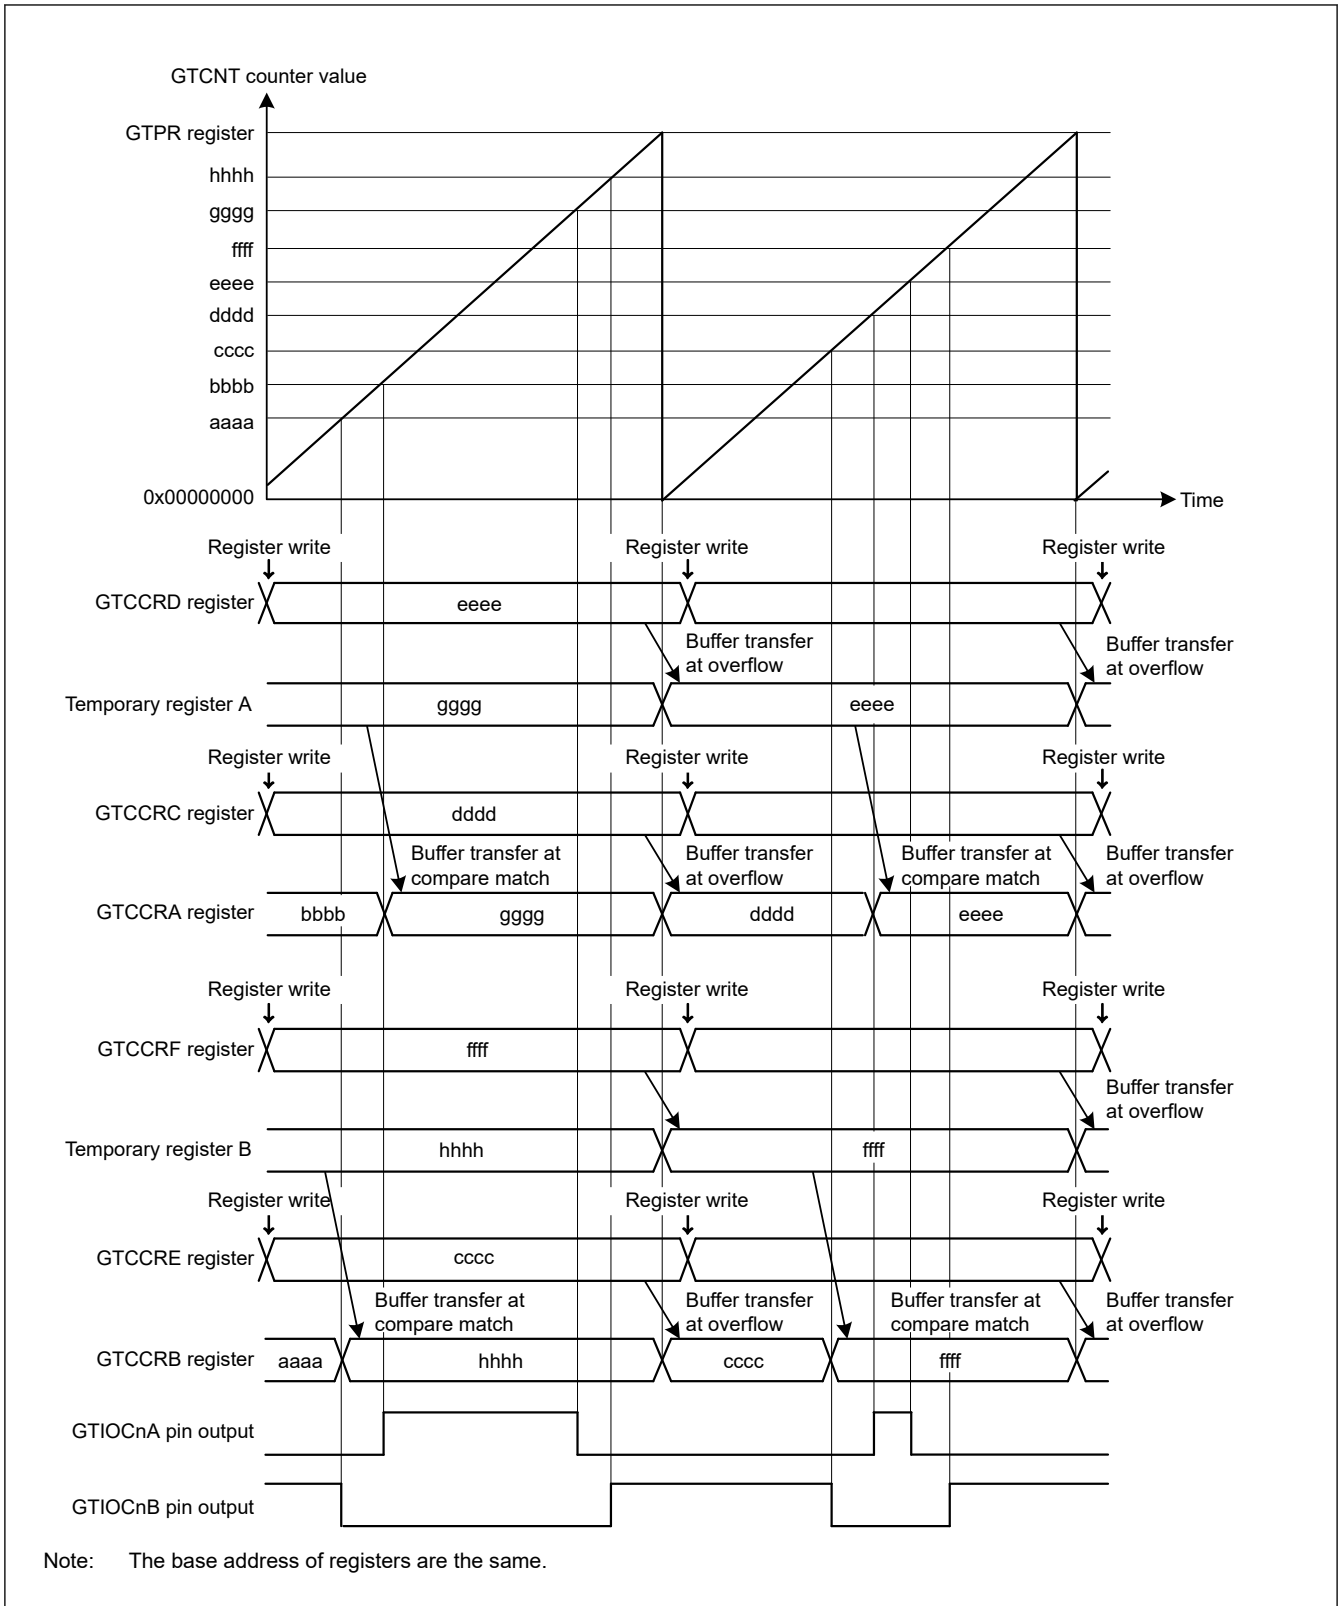 GTCNT counter value
GTPR register
hhhh
gggg
ffff
eeee
dddd
cccc
bbbb
aaaa
0x00000000
Time
Register write Register write Register write
GTCCRD register eeee
Buffer transfer
at overflow
Buffer transfer
at overflow
Temporary register A gggg eeee
Register write Register write Register write
GTCCRC register dddd
Buffer transfer at
compare match
Buffer transfer
at overflow
Buffer transfer at
compare match
Buffer transfer
at overflow
GTCCRA register bbbb gggg dddd eeee
Register write Register write Register write
GTCCRF register ffff
Buffer transfer
at overflow
Temporary register B hhhh ffff
Register write Register write Register write
GTCCRE register cccc
Buffer transfer at
compare match
Buffer transfer
at overflow
Buffer transfer at
compare match
Buffer transfer
at overflow
GTCCRB register aaaa hhhh cccc ffff
GTIOCnA pin output
GTIOCnB pin output
Note: The base address of registers are the same.